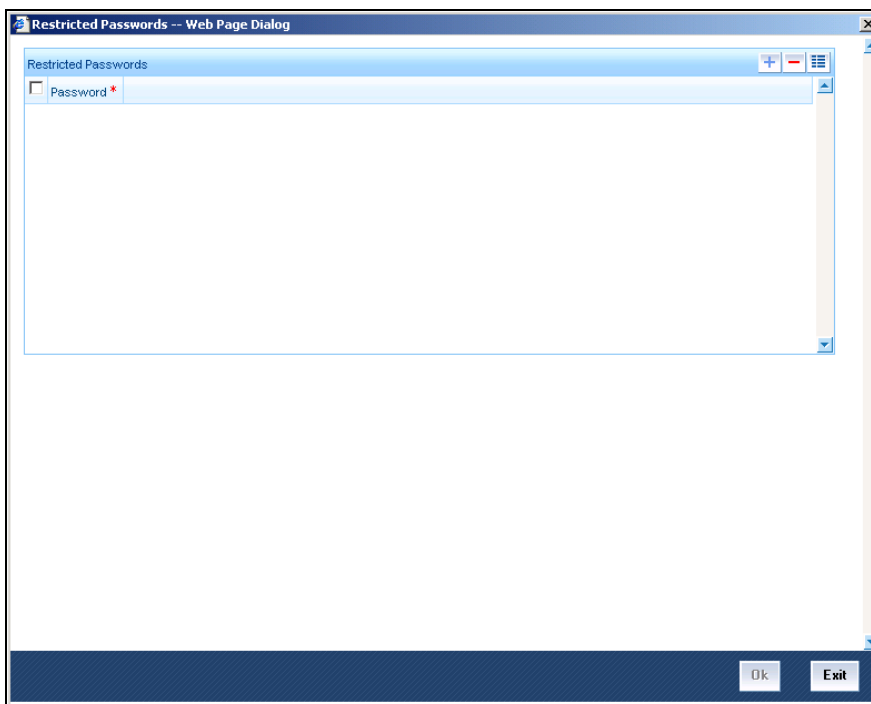 Restricted Passwords -- Web Page Dialog
Restricted Passwords
Password *
Ok
Exit